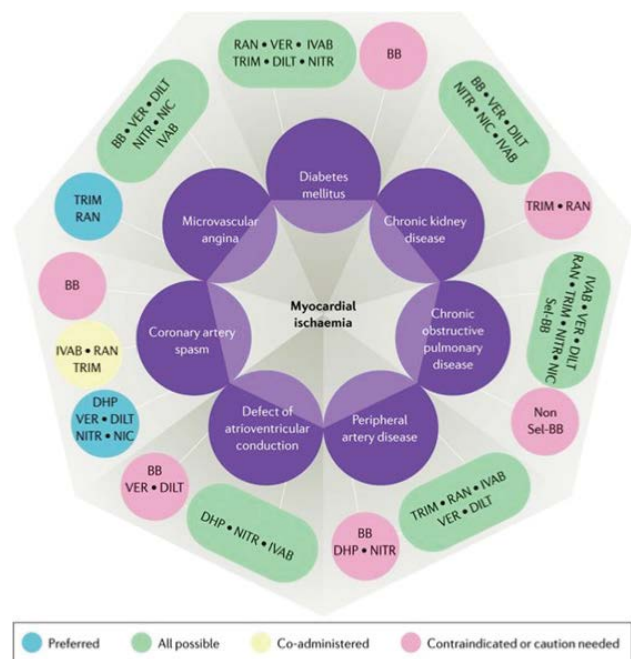 RAN • VER • IVAB
TRIM • DILT • NITR
BB
BB • VER • DILT
NITR • NIC
IVAB
BB • VER • DILT
NITR • NIC • IVAB
Diabetes
mellitus
TRIM
RAN
Microvascular
angina
Chronic kidney
disease
TRIM • RAN
BB
Myocardial
ischaemia
IVAB • VER • DILT
RAN • TRIM • NITR • NIC
Sel-BB
Coronary artery
spasm
Chronic
obstructive
pulmonary
disease
IVAB • RAN
TRIM
DHP
VER • DILT
NITR • NIC
Defect of
atrioventricular
conduction
Peripheral
artery disease
Non
Sel-BB
BB
VER • DILT
DHP • NITR • IVAB
BB
DHP • NITR
TRIM • RAN • IVAB
VER • DILT
Preferred
All possible
Co-administered
Contraindicated or caution needed